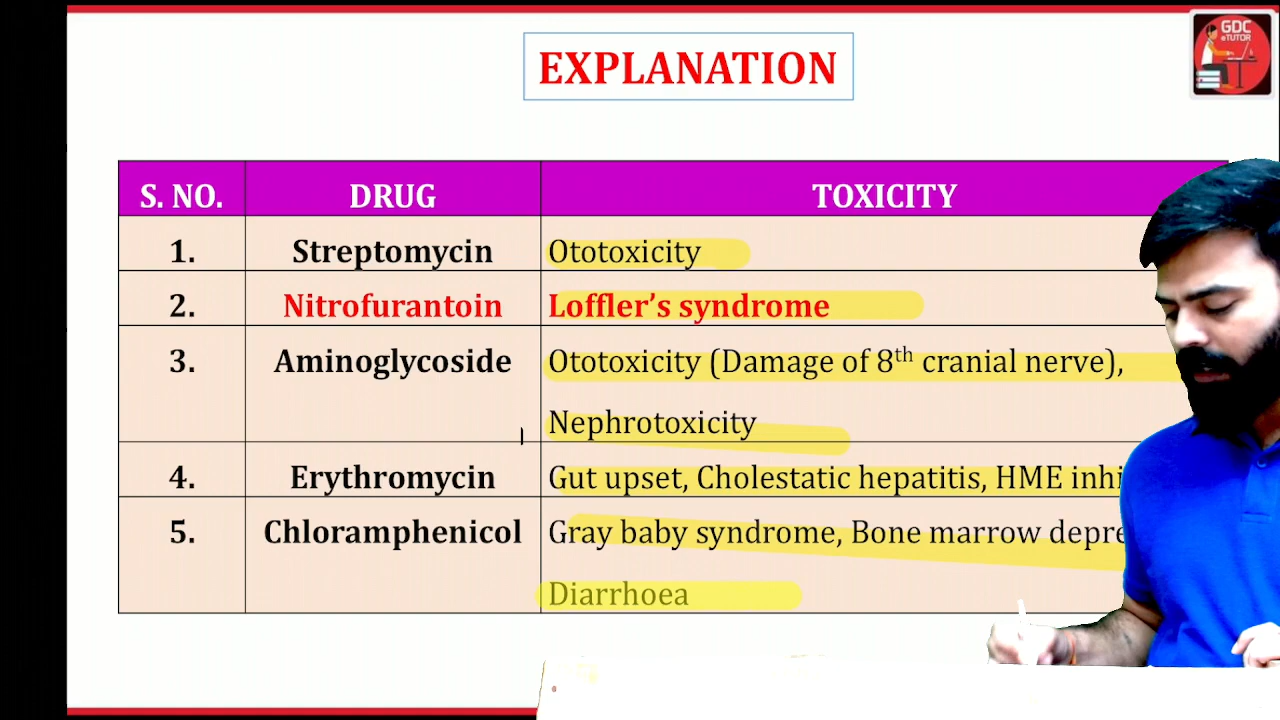 GDC
eTUTOR
EXPLANATION
S. NO. DRUG TOXICITY
1. Streptomycin Ototoxicity
2. Nitrofurantoin Loffler's syndrome
3. Aminoglycoside Ototoxicity (Damage of 8th cranial nerve),
Nephrotoxicity
4. Erythromycin Gut upset, Cholestatic hepatitis, HME
5. Chloramphenicol Gray baby syndrome, Bone marrow
Diarrhoea